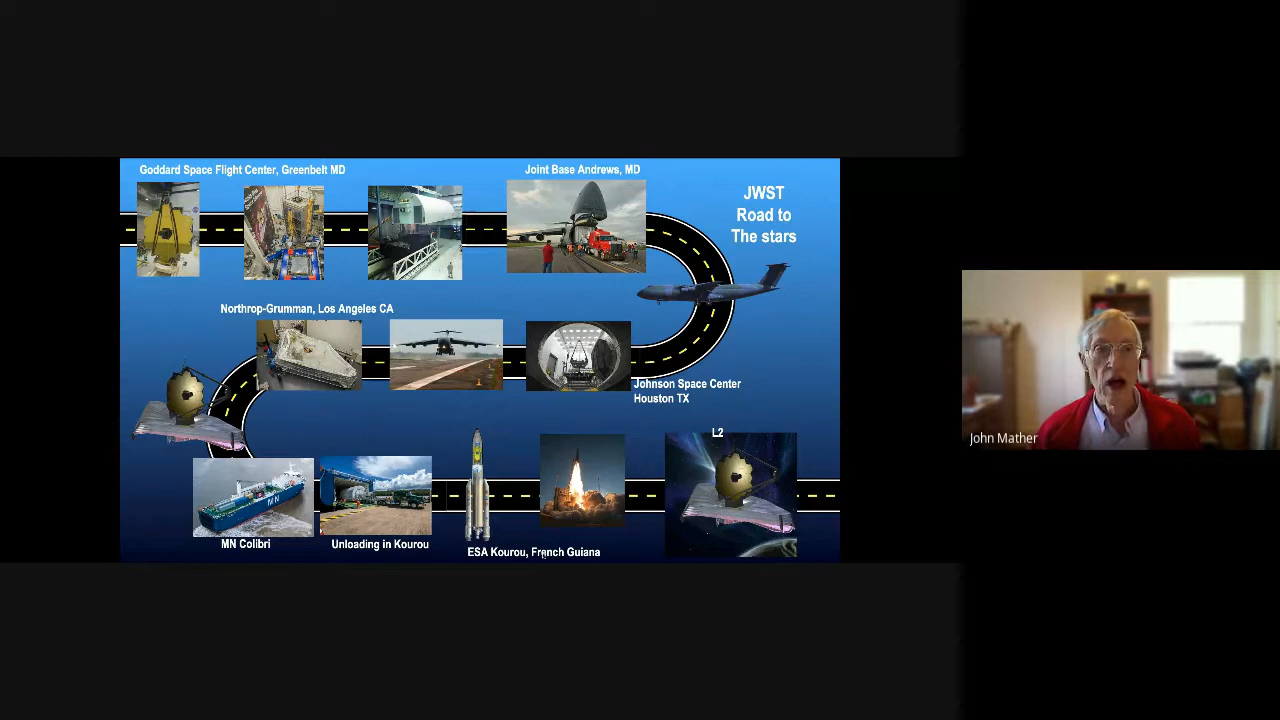 Goddard Space Flight Center, Greenbelt MD
Joint Base Andrews, MD
JWST
Road to
The stars
Northrop-Grumman, Los Angeles CA
Johnson Space Center
Houston TX
L2
MN
MN Colibri
Unloading in Kourou
ESA Kourou, French Guiana
John Mather